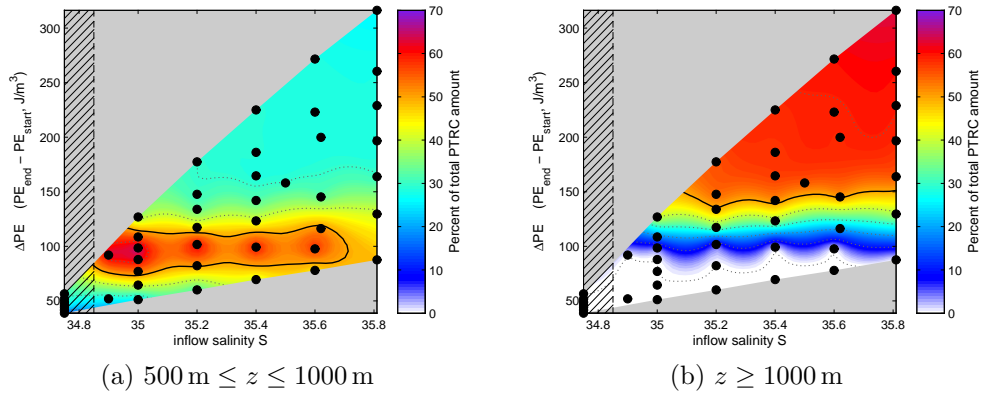 300
250
200
150
100
50
34.8 35 35.2 35.4 35.6 35.8
inflow salinity S
ΔPE (PE_end − PE_start, J/m³)
70
60
50
40
30
20
10
0
Percent of total PTRC amount
(a) 500 m ≤ z ≤ 1000 m
300
250
200
150
100
50
34.8 35 35.2 35.4 35.6 35.8
inflow salinity S
ΔPE (PE_end − PE_start, J/m³)
70
60
50
40
30
20
10
0
Percent of total PTRC amount
(b) z ≥ 1000 m